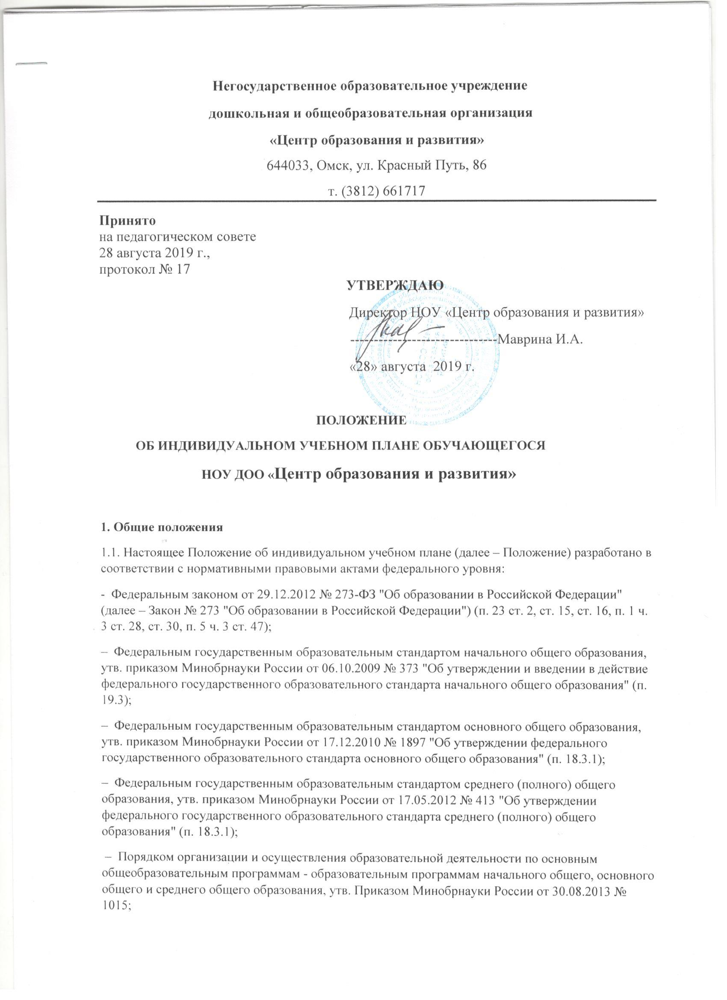 Негосударственное образовательное учреждение
дошкольная и общеобразовательная организация
«Центр образования и развития»
644033, Омск, ул. Красный Путь, 86
т. (3812) 661717
Принято
на педагогическом совете
28 августа 2019 г.,
протокол № 17
УТВЕРЖДАЮ
Директор НОУ «Центр образования и развития»
--------------------------------Маврина И.А.
«28» августа 2019 г.
ПОЛОЖЕНИЕ
ОБ ИНДИВИДУАЛЬНОМ УЧЕБНОМ ПЛАНЕ ОБУЧАЮЩЕГОСЯ
НОУ ДОО «Центр образования и развития»
1. Общие положения
1.1. Настоящее Положение об индивидуальном учебном плане (далее – Положение) разработано в
соответствии с нормативными правовыми актами федерального уровня:
- Федеральным законом от 29.12.2012 № 273-ФЗ "Об образовании в Российской Федерации"
(далее – Закон № 273 "Об образовании в Российской Федерации") (п. 23 ст. 2, ст. 15, ст. 16, п. 1 ч.
3 ст. 28, ст. 30, п. 5 ч. 3 ст. 47);
– Федеральным государственным образовательным стандартом начального общего образования,
утв. приказом Минобрнауки России от 06.10.2009 № 373 "Об утверждении и введении в действие
федерального государственного образовательного стандарта начального общего образования" (п.
19.3);
– Федеральным государственным образовательным стандартом основного общего образования,
утв. приказом Минобрнауки России от 17.12.2010 № 1897 "Об утверждении федерального
государственного образовательного стандарта основного общего образования" (п. 18.3.1);
– Федеральным государственным образовательным стандартом среднего (полного) общего
образования, утв. приказом Минобрнауки России от 17.05.2012 № 413 "Об утверждении
федерального государственного образовательного стандарта среднего (полного) общего
образования" (п. 18.3.1);
– Порядком организации и осуществления образовательной деятельности по основным
общеобразовательным программам - образовательным программам начального общего, основного
общего и среднего общего образования, утв. Приказом Минобрнауки России от 30.08.2013 №
1015;